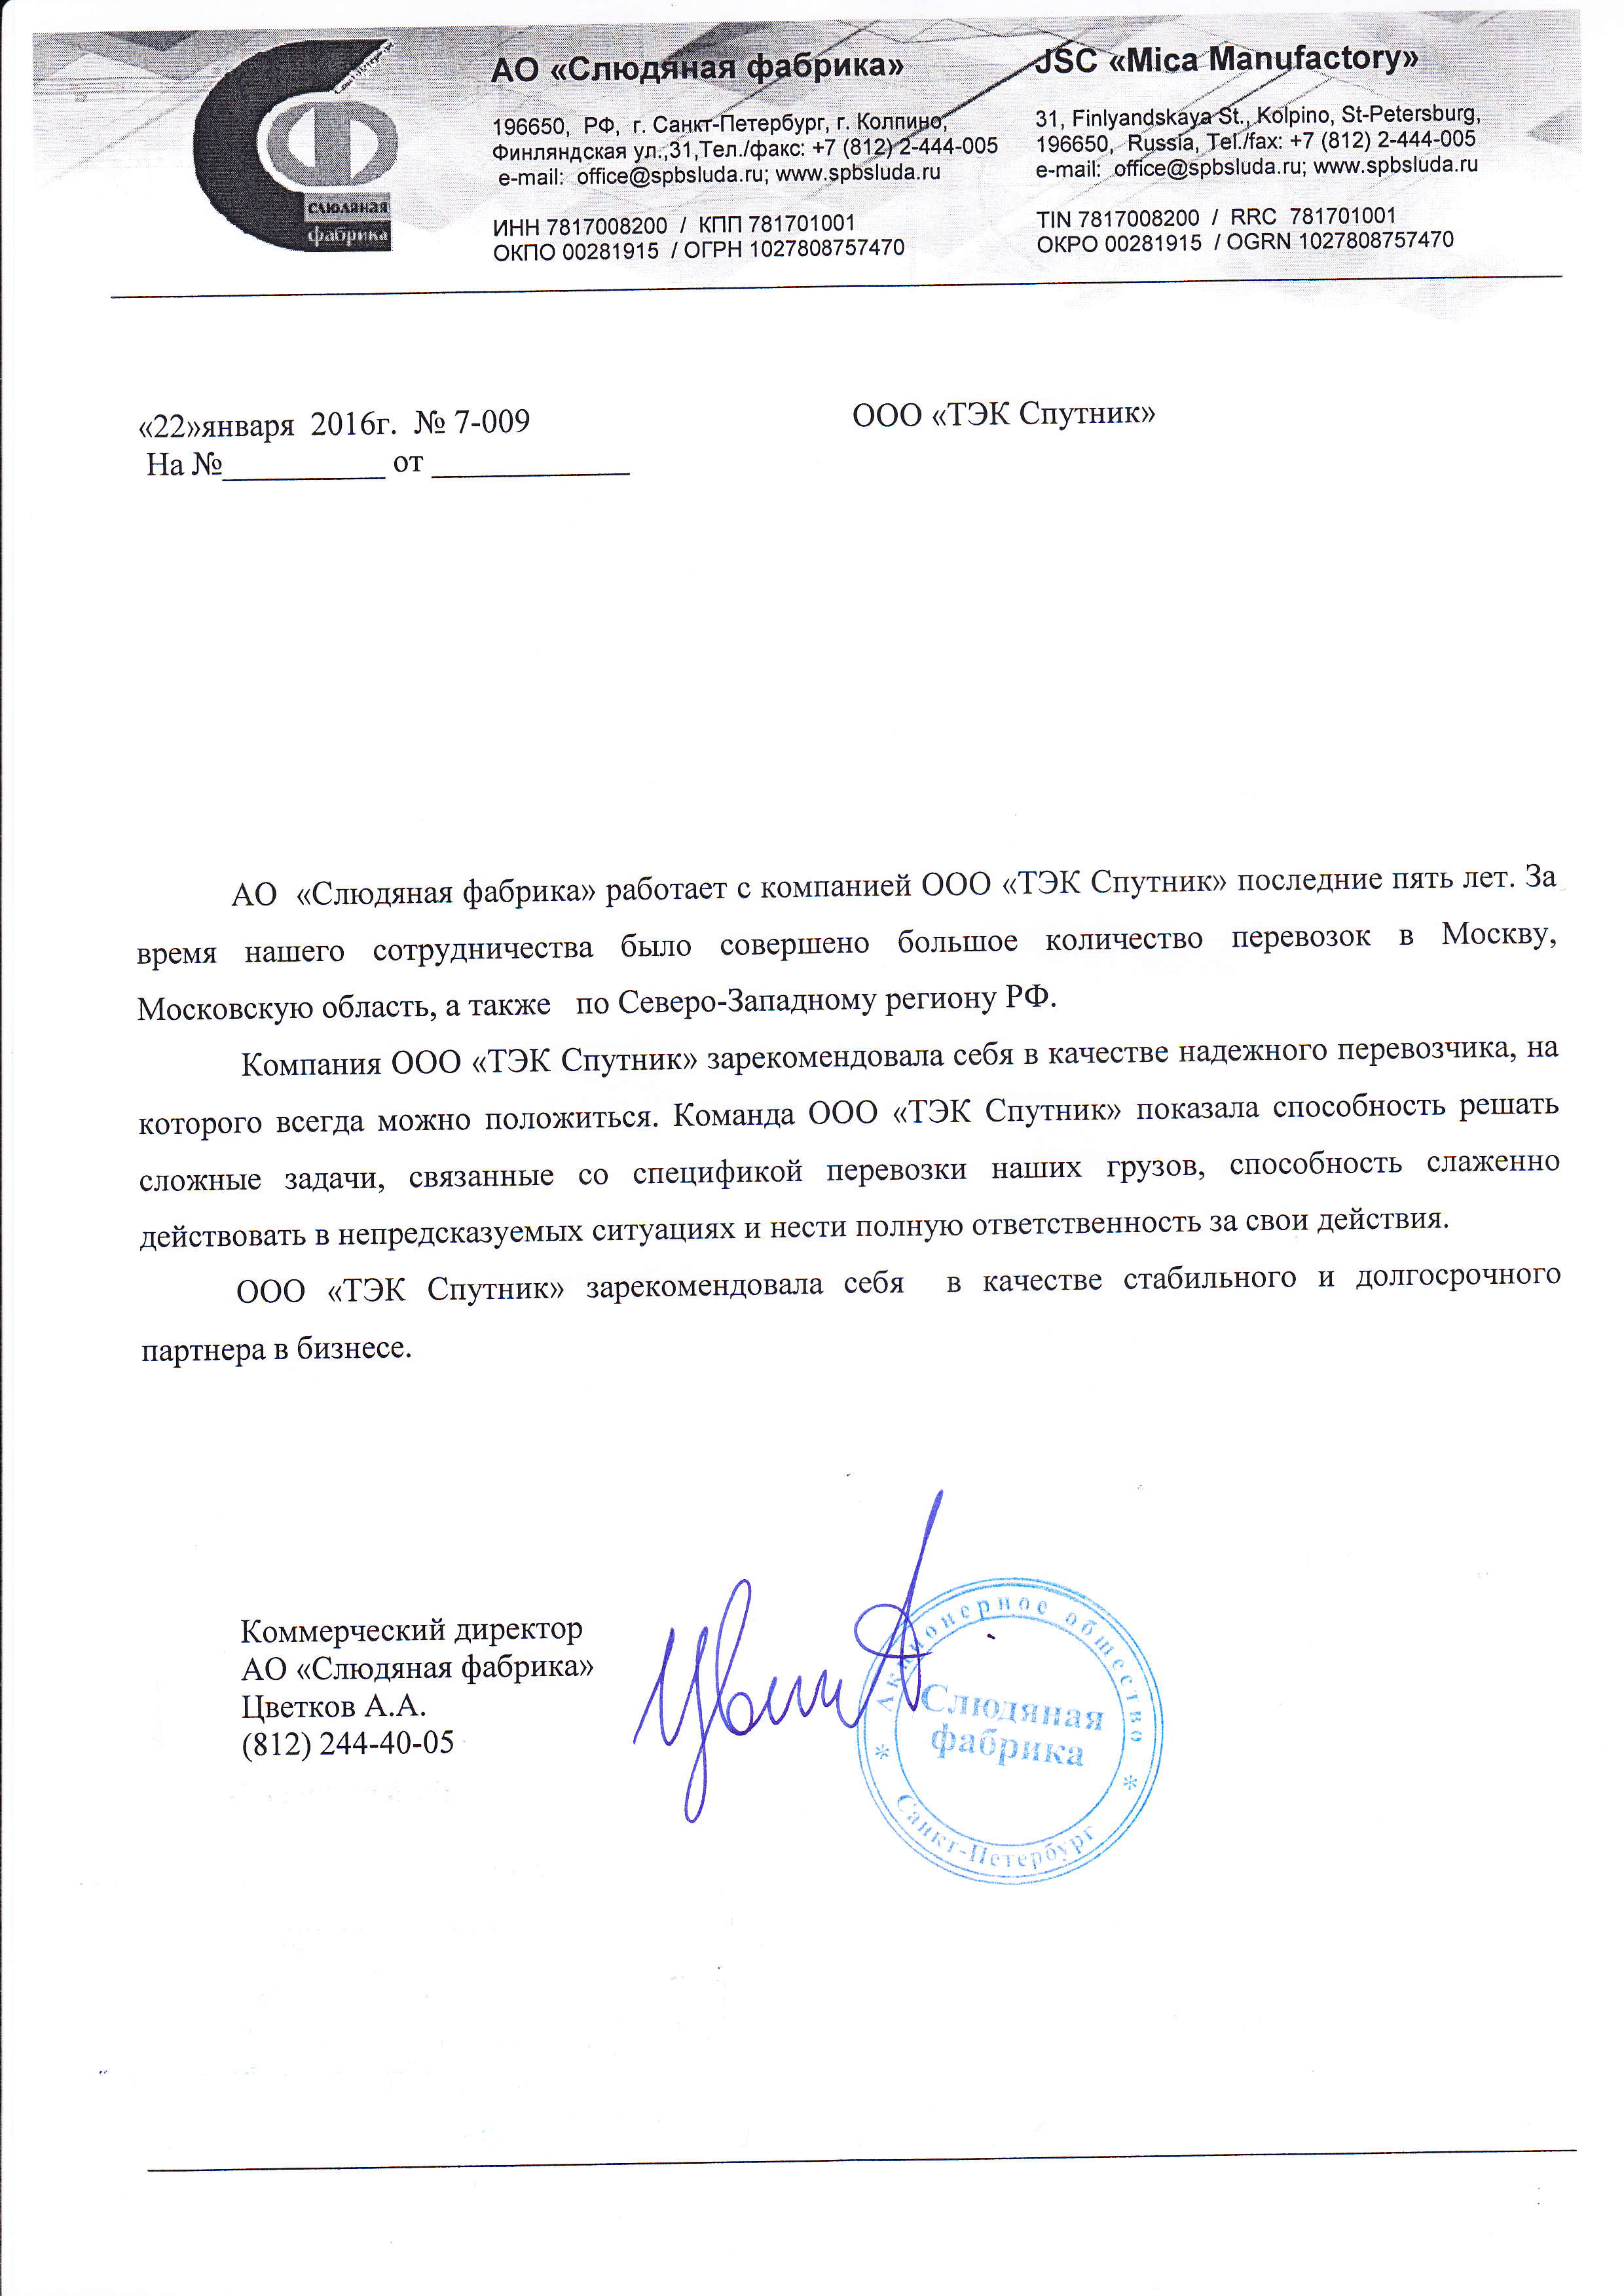 Санкт-Петербург
слюдяная
фабрика
АО «Слюдяная фабрика»
196650, РФ, г. Санкт-Петербург, г. Колпино,
Финляндская ул.,31,Тел./факс: +7 (812) 2-444-005
e-mail: office@spbsluda.ru; www.spbsluda.ru
ИНН 7817008200 / КПП 781701001
ОКПО 00281915 / ОГРН 1027808757470
JSC «Mica Manufactory»
31, Finlyandskaya St., Kolpino, St-Petersburg,
196650, Russia, Tel./fax: +7 (812) 2-444-005
e-mail: office@spbsluda.ru; www.spbsluda.ru
TIN 7817008200 / RRC 781701001
OKPO 00281915 / OGRN 1027808757470
«22»января 2016г. № 7-009
На №__________ от ____________
ООО «ТЭК Спутник»
АО «Слюдяная фабрика» работает с компанией ООО «ТЭК Спутник» последние пять лет. За
время нашего сотрудничества было совершено большое количество перевозок в Москву,
Московскую область, а также по Северо-Западному региону РФ.
Компания ООО «ТЭК Спутник» зарекомендовала себя в качестве надежного перевозчика, на
которого всегда можно положиться. Команда ООО «ТЭК Спутник» показала способность решать
сложные задачи, связанные со спецификой перевозки наших грузов, способность слаженно
действовать в непредсказуемых ситуациях и нести полную ответственность за свои действия.
ООО «ТЭК Спутник» зарекомендовала себя в качестве стабильного и долгосрочного
партнера в бизнесе.
Коммерческий директор
АО «Слюдяная фабрика»
Цветков А.А.
(812) 244-40-05
Акционерное общество
Слюдяная
фабрика
* Санкт-Петербург *